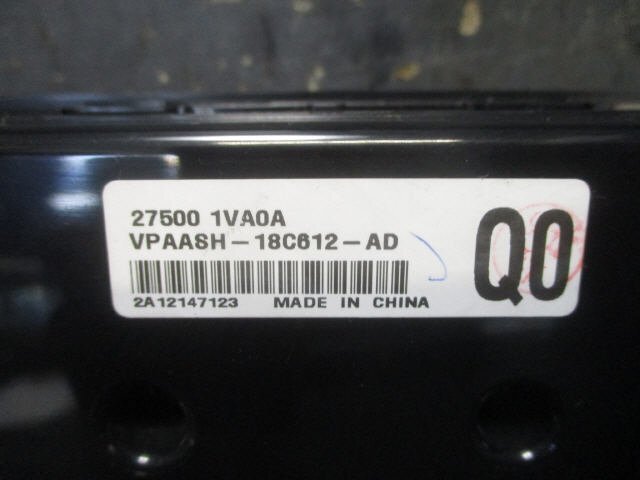 27500 1VA0A
VPAASH-18C612-AD
2A12147123 MADE IN CHINA
Q0